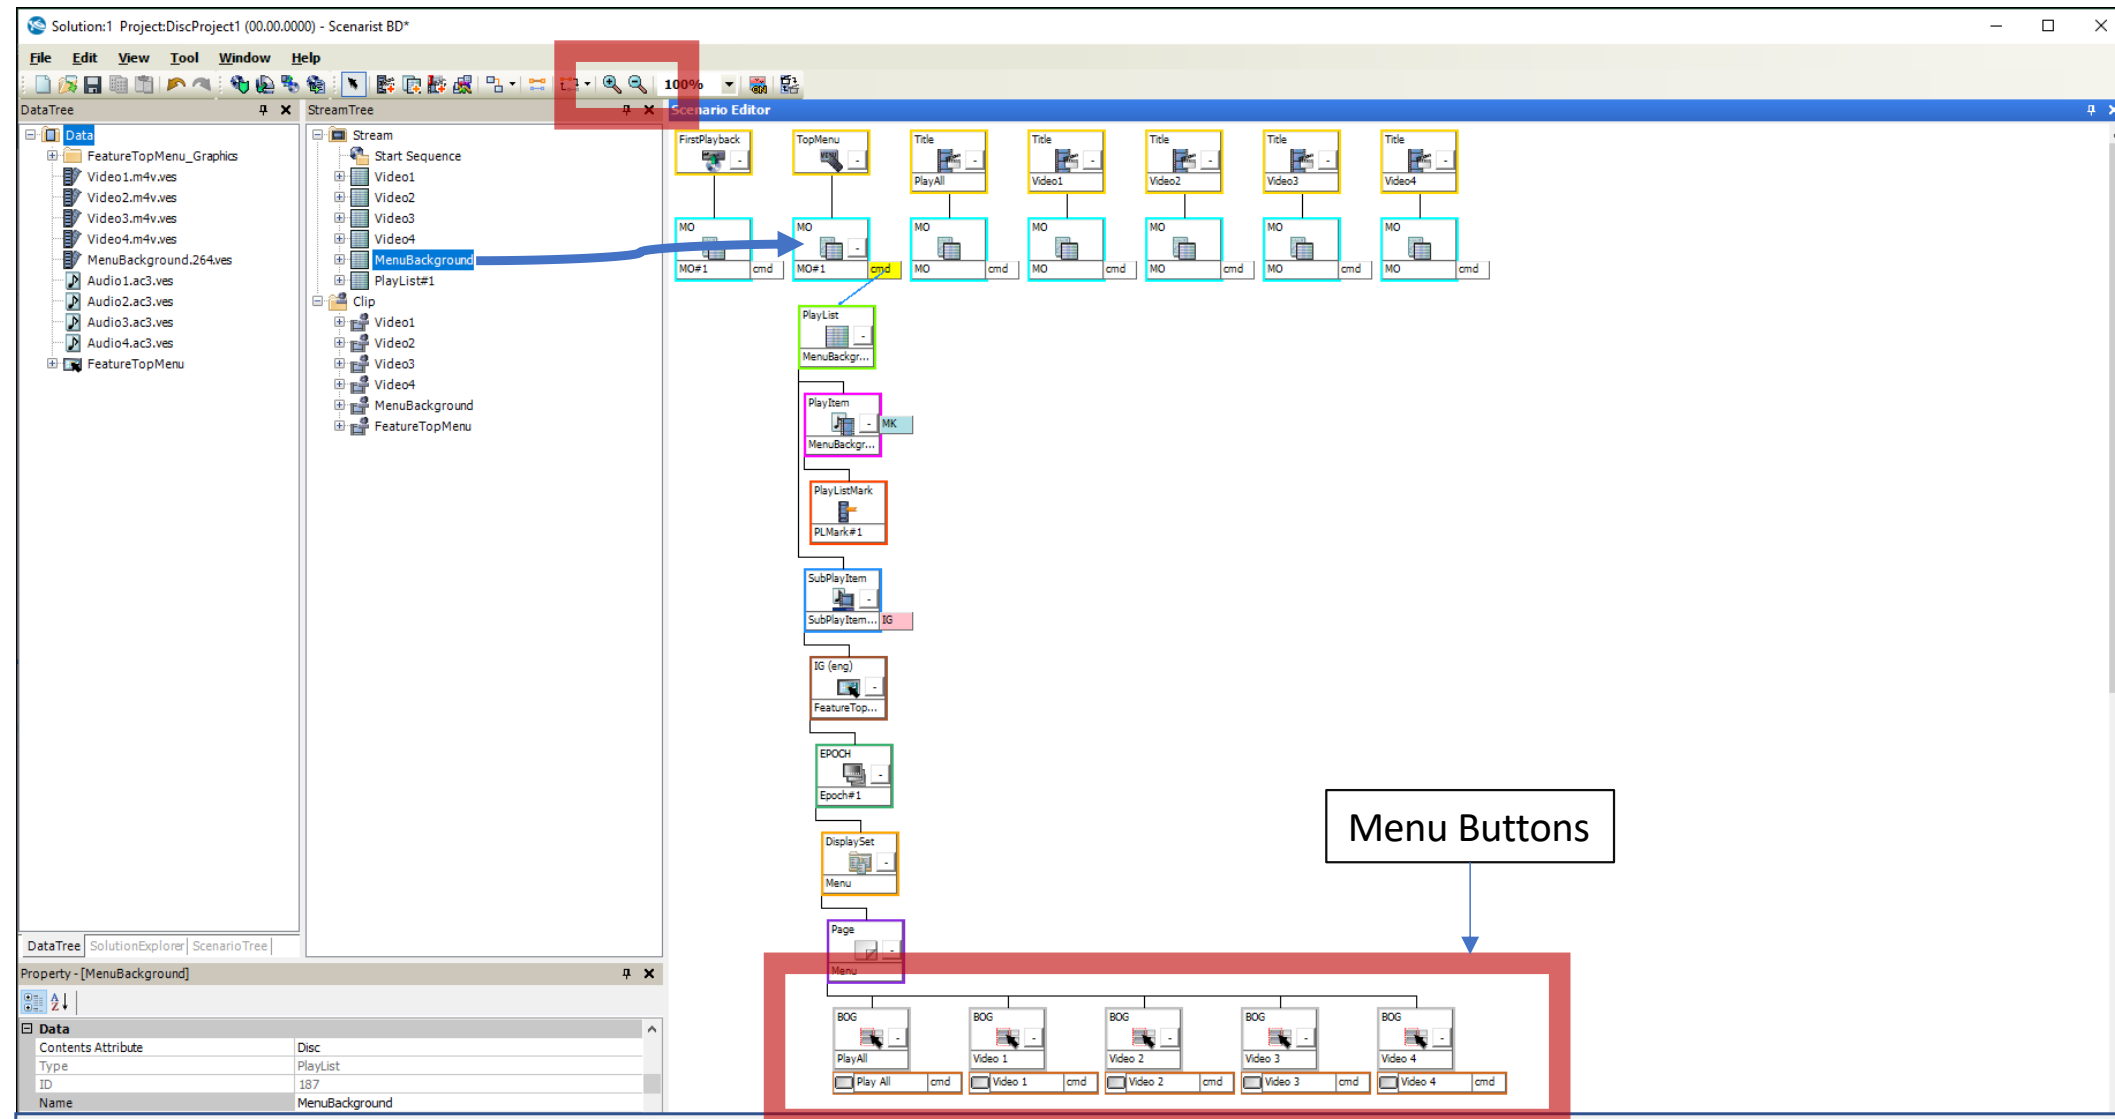 Solution:1 Project:DiscProject1 (00.00.0000) - Scenarist BD*
File Edit View Tool Window Help
100%
DataTree
StreamTree
Scenario Editor
Data
FeatureTopMenu_Graphics
Video1.m4v.ves
Video2.m4v.ves
Video3.m4v.ves
Video4.m4v.ves
MenuBackground.264.ves
Audio1.ac3.ves
Audio2.ac3.ves
Audio3.ac3.ves
Audio4.ac3.ves
FeatureTopMenu
Stream
Start Sequence
Video1
Video2
Video3
Video4
MenuBackground
PlayList#1
Clip
Video1
Video2
Video3
Video4
MenuBackground
FeatureTopMenu
FirstPlayback
TopMenu
Title
PlayAll
Title
Video1
Title
Video2
Title
Video3
Title
Video4
MO
MO#1 cmd
MO
MO#1 cmd
MO
MO cmd
MO
MO cmd
MO
MO cmd
MO
MO cmd
MO
MO cmd
PlayList
MenuBackgr...
PlayItem
MK
MenuBackgr...
PlayListMark
PLMark#1
SubPlayItem
SubPlayItem... IG
IG (eng)
FeatureTop...
EPOCH
Epoch#1
DisplaySet
Menu
Page
Menu
Menu Buttons
BOG
PlayAll
Play All cmd
BOG
Video 1
Video 1 cmd
BOG
Video 2
Video 2 cmd
BOG
Video 3
Video 3 cmd
BOG
Video 4
Video 4 cmd
DataTree SolutionExplorer ScenarioTree
Property - [MenuBackground]
Data
Contents Attribute Disc
Type PlayList
ID 187
Name MenuBackground